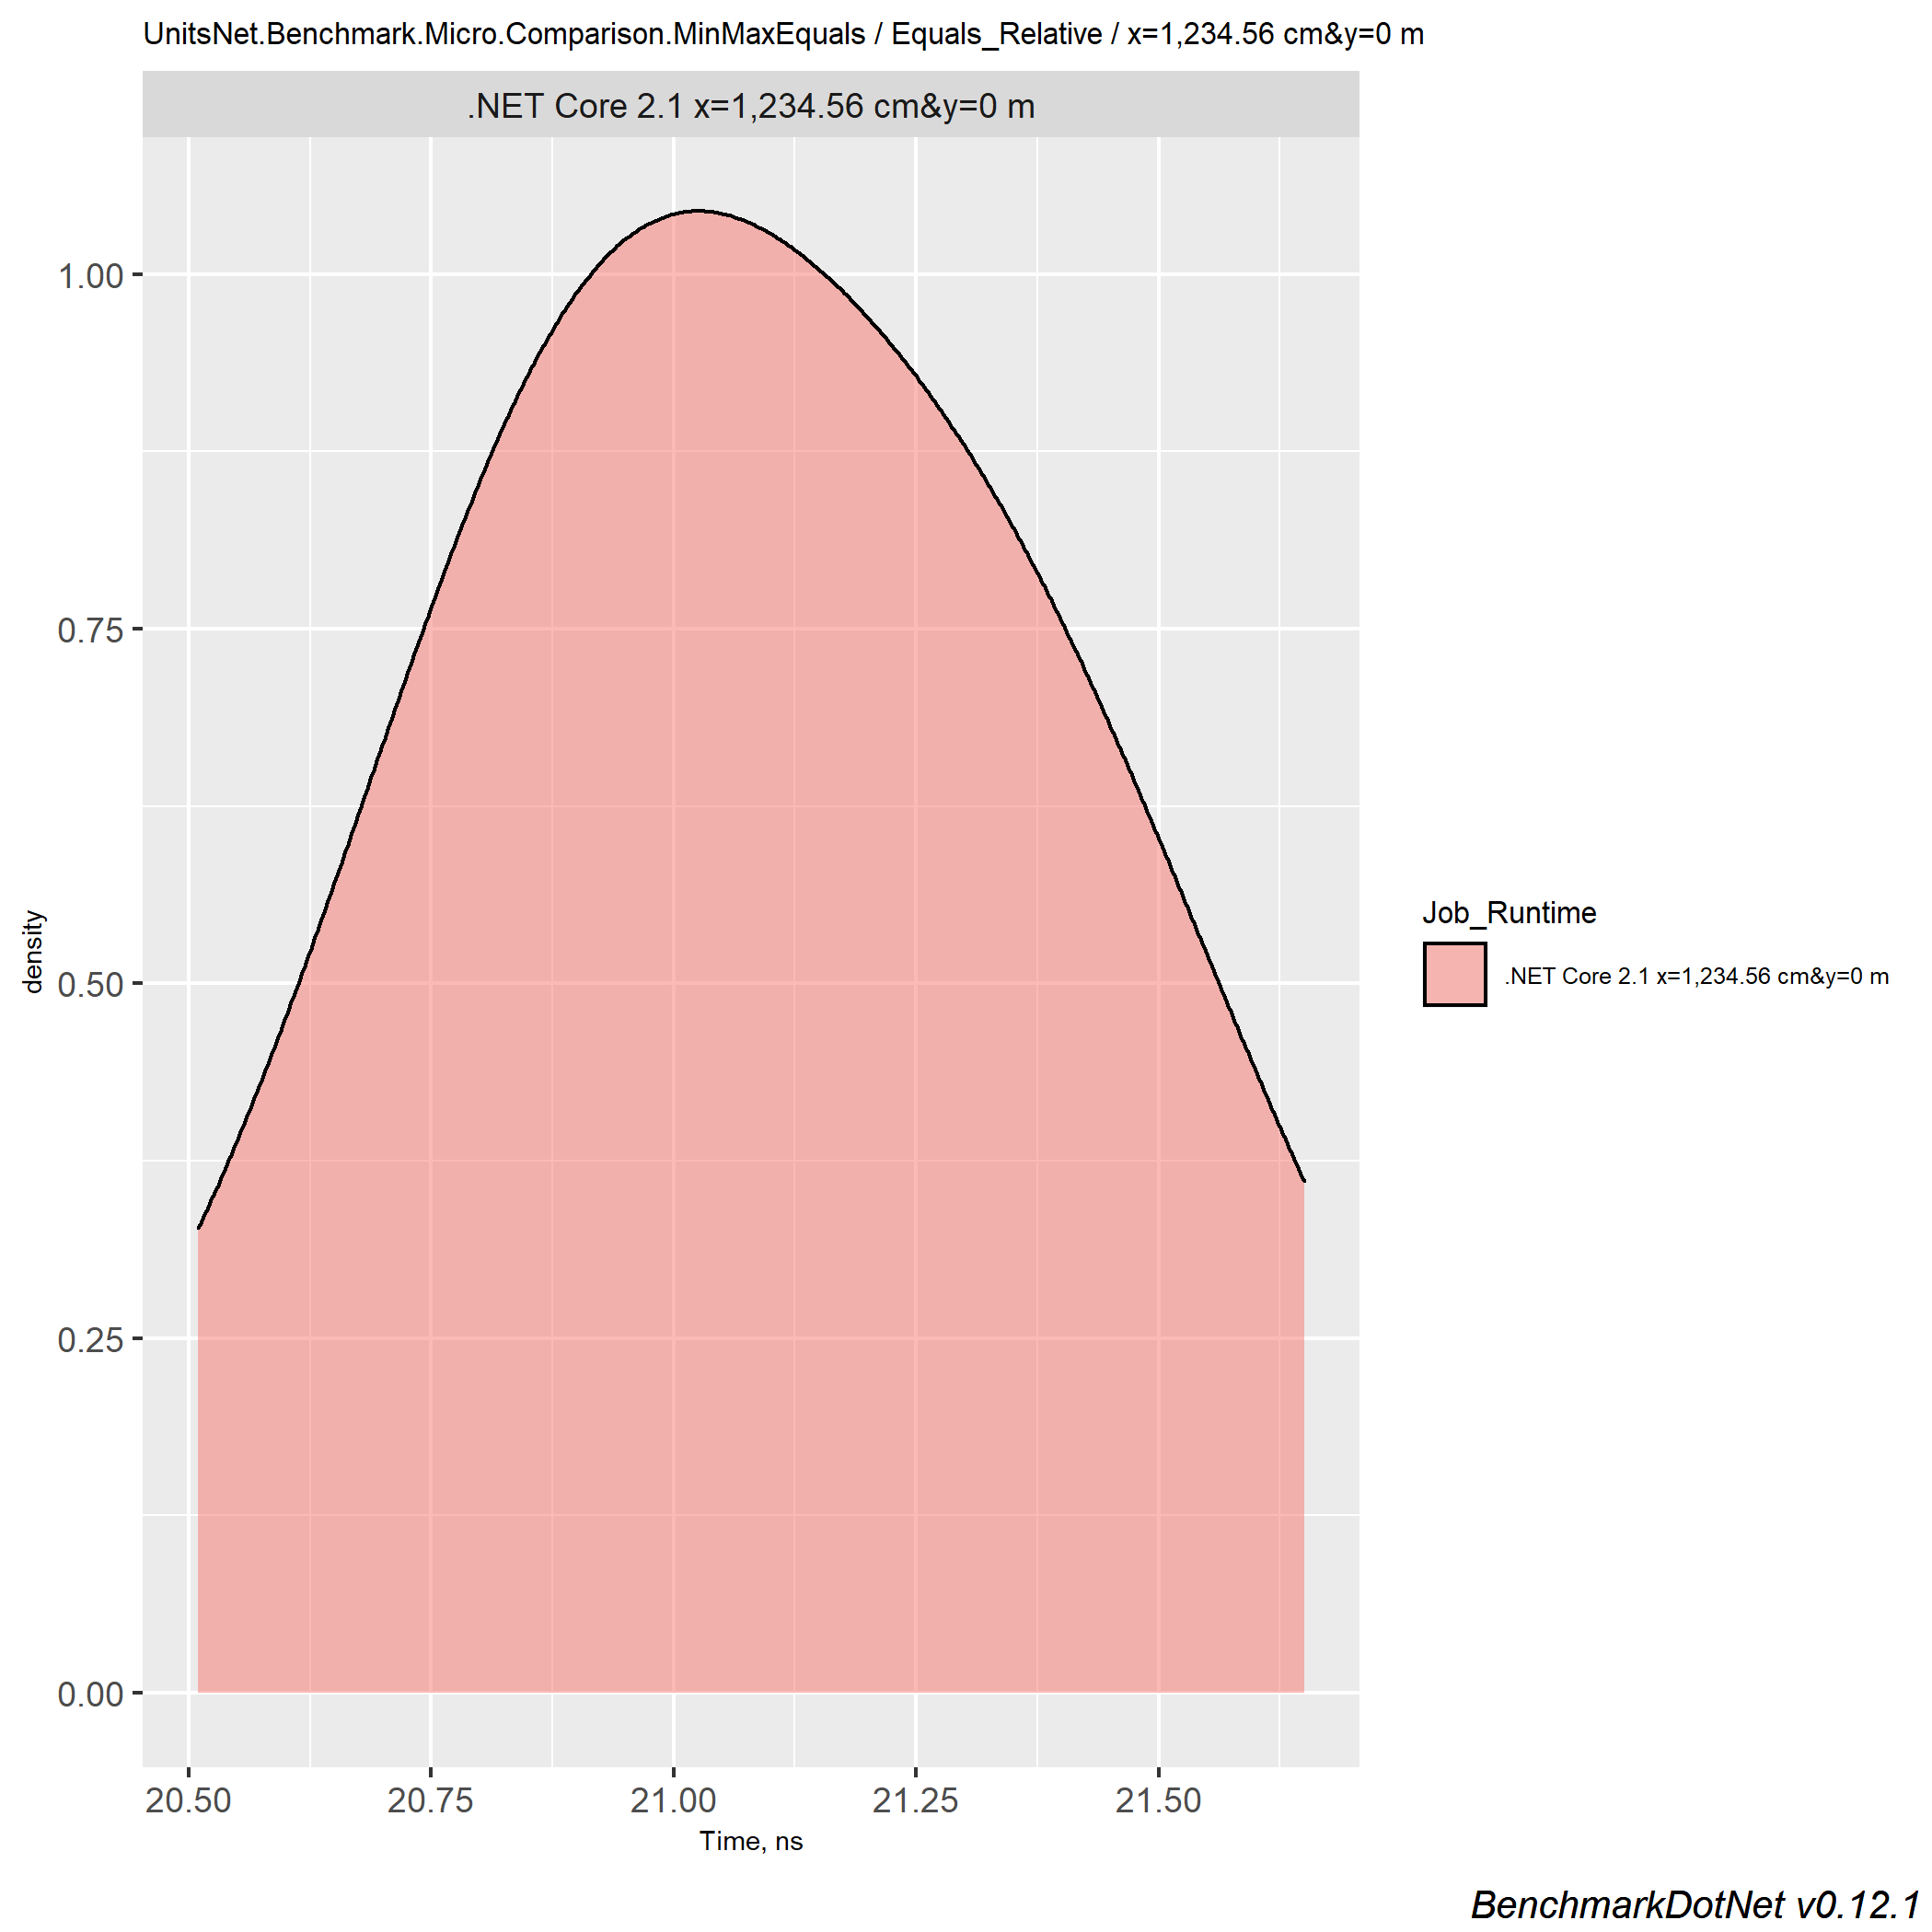 UnitsNet.Benchmark.Micro.Comparison.MinMaxEquals / Equals_Relative / x=1,234.56 cm&y=0 m
.NET Core 2.1 x=1,234.56 cm&y=0 m
1.00
0.75
0.50
0.25
0.00
density
20.50 20.75 21.00 21.25 21.50
Time, ns
Job_Runtime
.NET Core 2.1 x=1,234.56 cm&y=0 m
BenchmarkDotNet v0.12.1